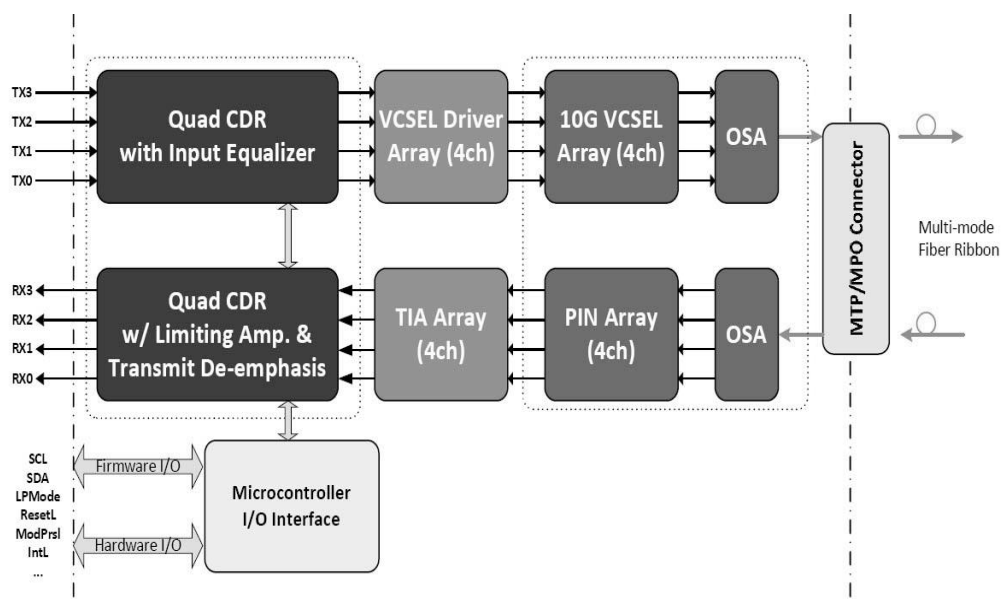 TX3
TX2
TX1
TX0
Quad CDR
with Input Equalizer
VCSEL Driver
Array (4ch)
10G VCSEL
Array (4ch)
OSA
MTP/MPO Connector
Multi-mode
Fiber Ribbon
RX3
RX2
RX1
RX0
Quad CDR
w/ Limiting Amp. &
Transmit De-emphasis
TIA Array
(4ch)
PIN Array
(4ch)
OSA
SCL
SDA
LPMode
ResetL
ModPrsl
IntL
...
Firmware I/O
Hardware I/O
Microcontroller
I/O Interface